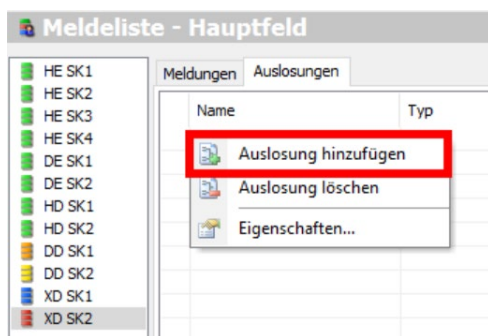 Meldeliste - Hauptfeld
HE SK1
HE SK2
HE SK3
HE SK4
DE SK1
DE SK2
HD SK1
HD SK2
DD SK1
DD SK2
XD SK1
XD SK2
Meldungen Auslosungen
Name Typ
Auslosung hinzufügen
Auslosung löschen
Eigenschaften...